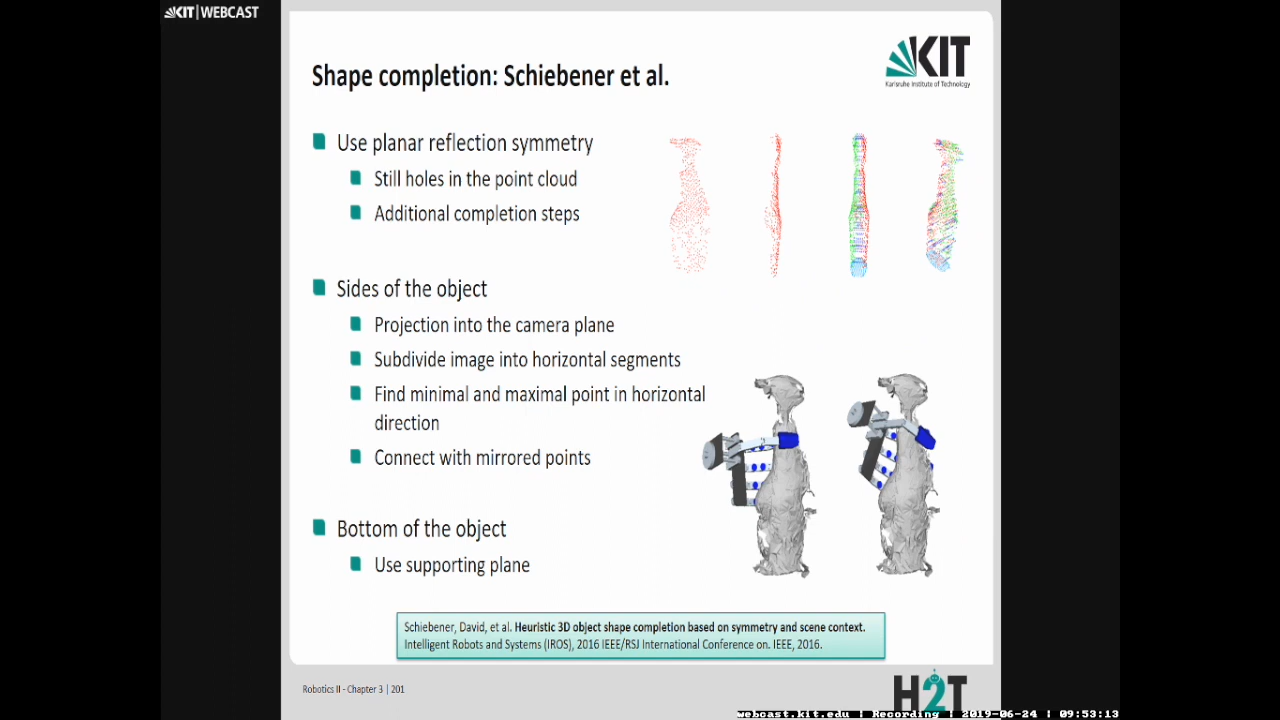 KIT | WEBCAST
KIT
Karlsruhe Institute of Technology
Shape completion: Schiebener et al.
Use planar reflection symmetry
Still holes in the point cloud
Additional completion steps
Sides of the object
Projection into the camera plane
Subdivide image into horizontal segments
Find minimal and maximal point in horizontal
direction
Connect with mirrored points
Bottom of the object
Use supporting plane
Schiebener, David, et al. Heuristic 3D object shape completion based on symmetry and scene context.
Intelligent Robots and Systems (IROS), 2016 IEEE/RSJ International Conference on. IEEE, 2016.
Robotics II - Chapter 3 | 201
H2T
webcast.kit.edu | Recording | 2019-06-24 | 09:53:13